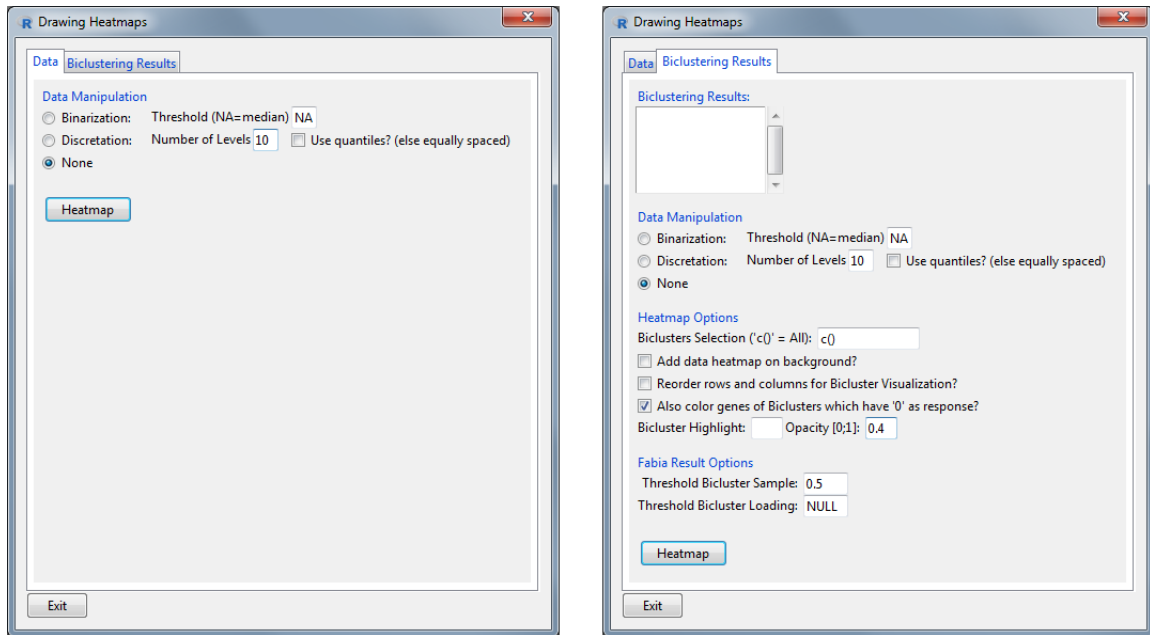 Drawing Heatmaps
Data Biclustering Results
Data Manipulation
Binarization: Threshold (NA=median) NA
Discretation: Number of Levels 10 Use quantiles? (else equally spaced)
None
Heatmap
Exit
Drawing Heatmaps
Data Biclustering Results
Biclustering Results:
Data Manipulation
Binarization: Threshold (NA=median) NA
Discretation: Number of Levels 10 Use quantiles? (else equally spaced)
None
Heatmap Options
Biclusters Selection ('c()' = All): c()
Add data heatmap on background?
Reorder rows and columns for Bicluster Visualization?
Also color genes of Biclusters which have '0' as response?
Bicluster Highlight: Opacity [0;1]: 0.4
Fabia Result Options
Threshold Bicluster Sample: 0.5
Threshold Bicluster Loading: NULL
Heatmap
Exit